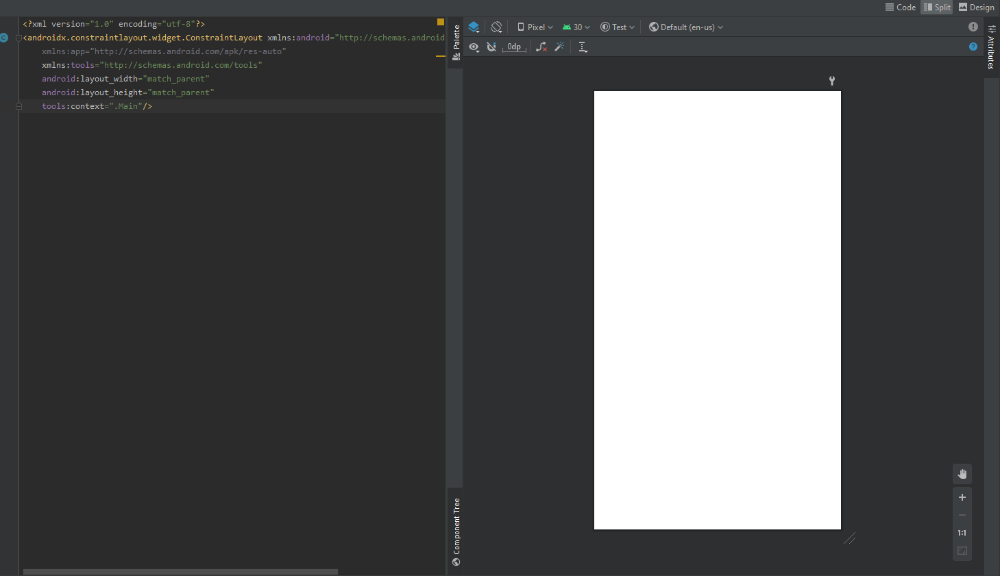 Code Split Design
<?xml version="1.0" encoding="utf-8"?>
<androidx.constraintlayout.widget.ConstraintLayout xmlns:android="http://schemas.android
xmlns:app="http://schemas.android.com/apk/res-auto"
xmlns:tools="http://schemas.android.com/tools"
android:layout_width="match_parent"
android:layout_height="match_parent"
tools:context=".Main"/>
Palette
Component Tree
Pixel 30 Test Default (en-us)
0dp
1:1
Attributes